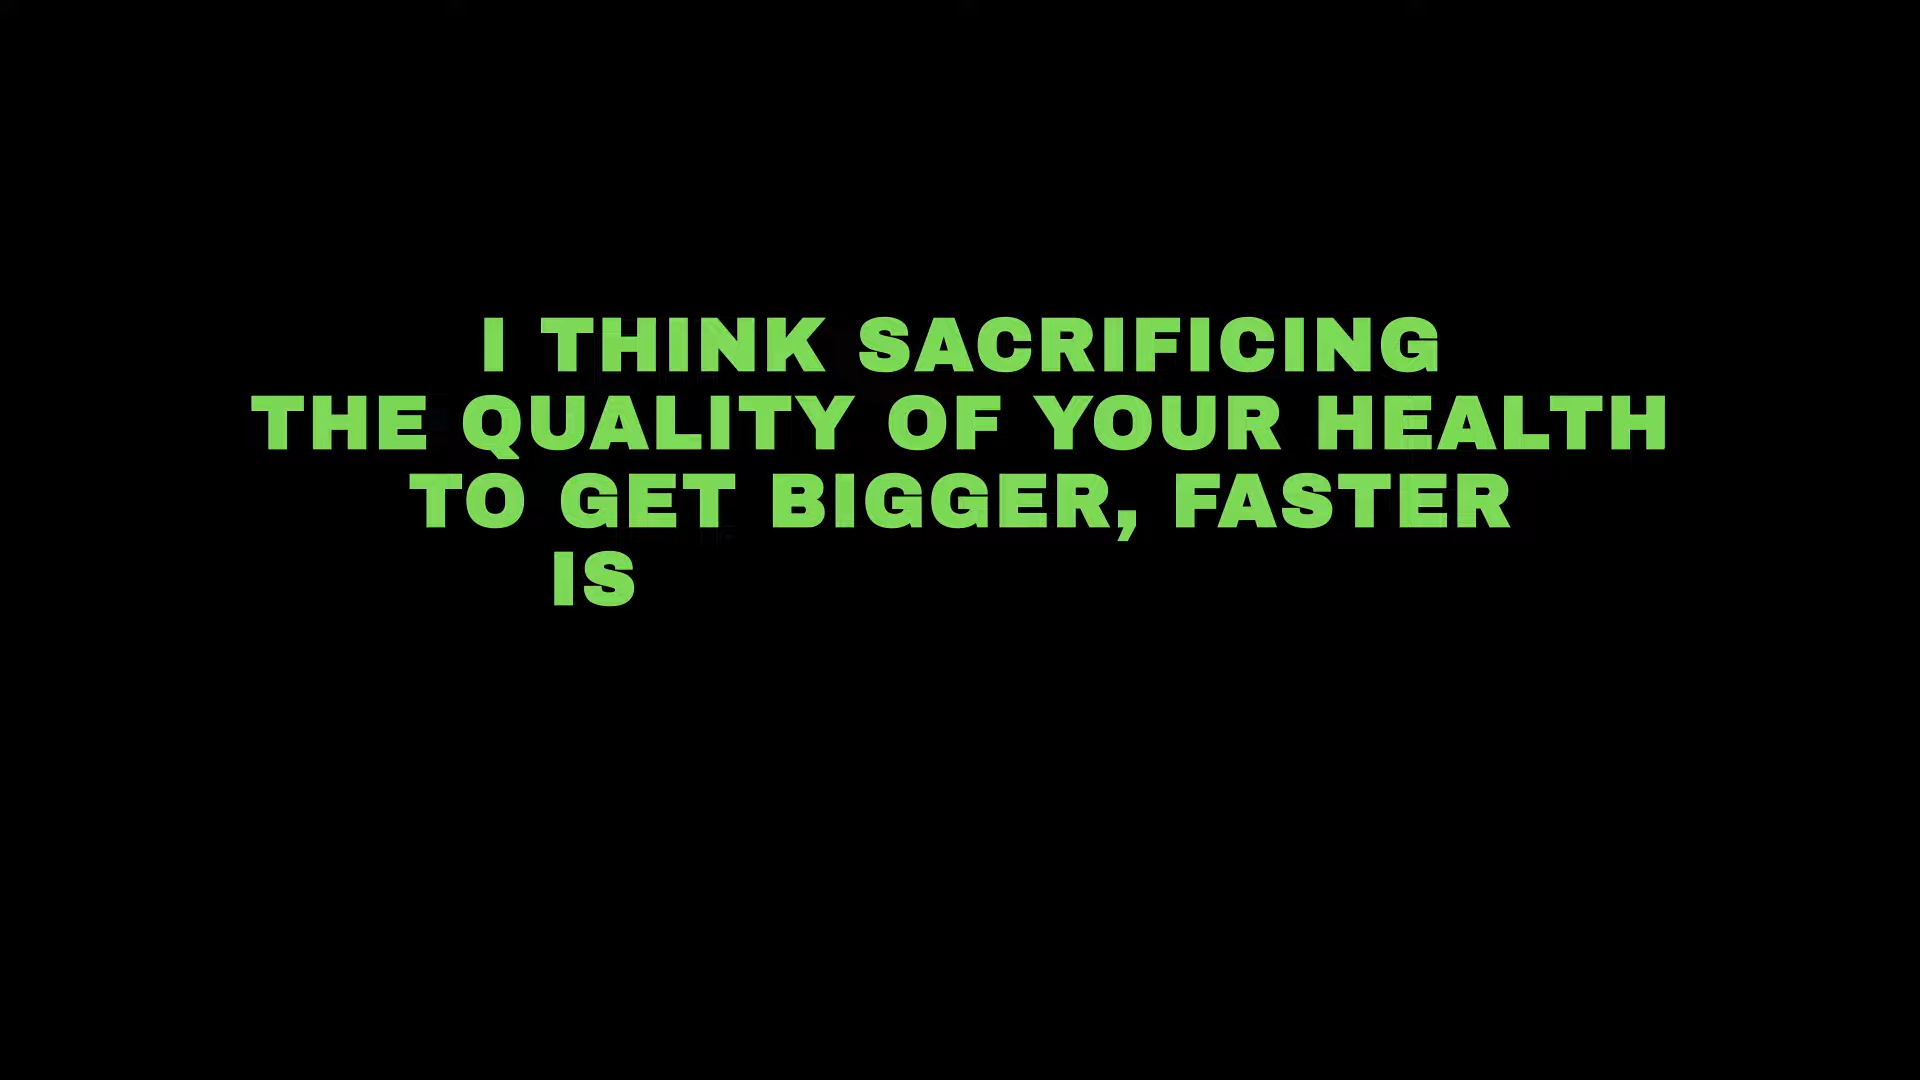 I THINK SACRIFICING
THE QUALITY OF YOUR HEALTH
TO GET BIGGER, FASTER
IS